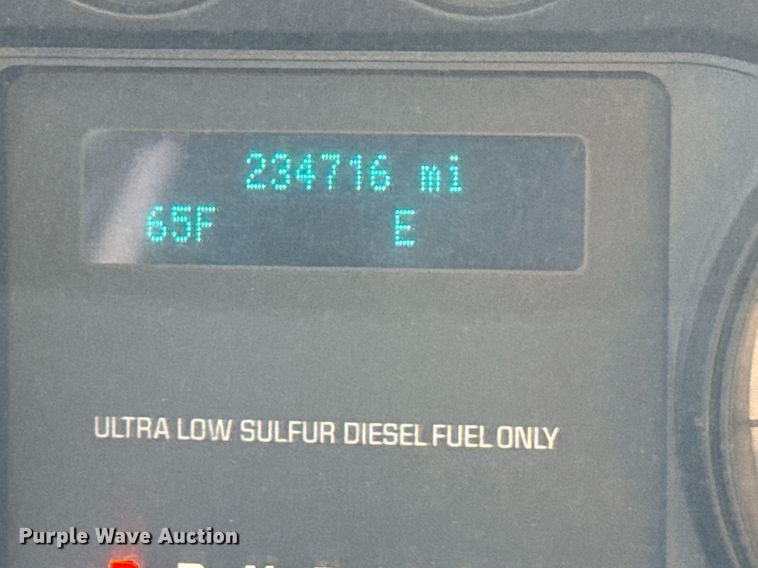 234716 mi
65F E
ULTRA LOW SULFUR DIESEL FUEL ONLY
Purple Wave Auction